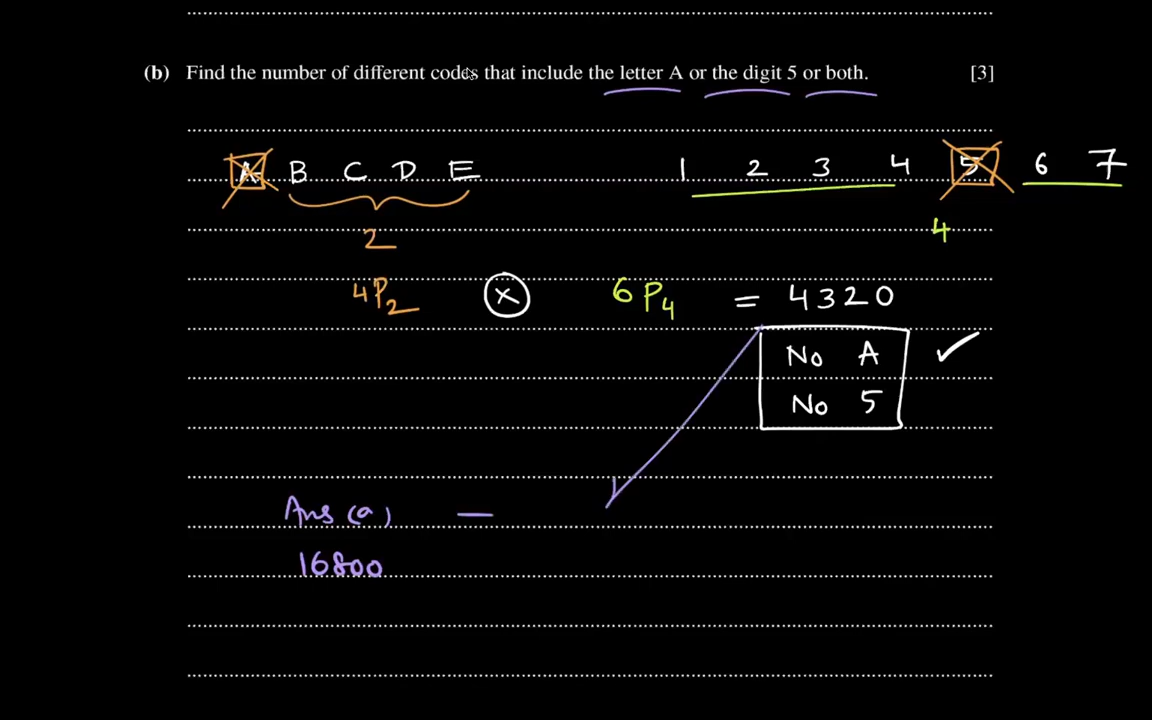 (b) Find the number of different codes that include the letter A or the digit 5 or both. [3]
A B C D E 1 2 3 4 5 6 7
2 4
4P2 × 6P4 = 4320
No A
No 5
Ans (a) —
16800